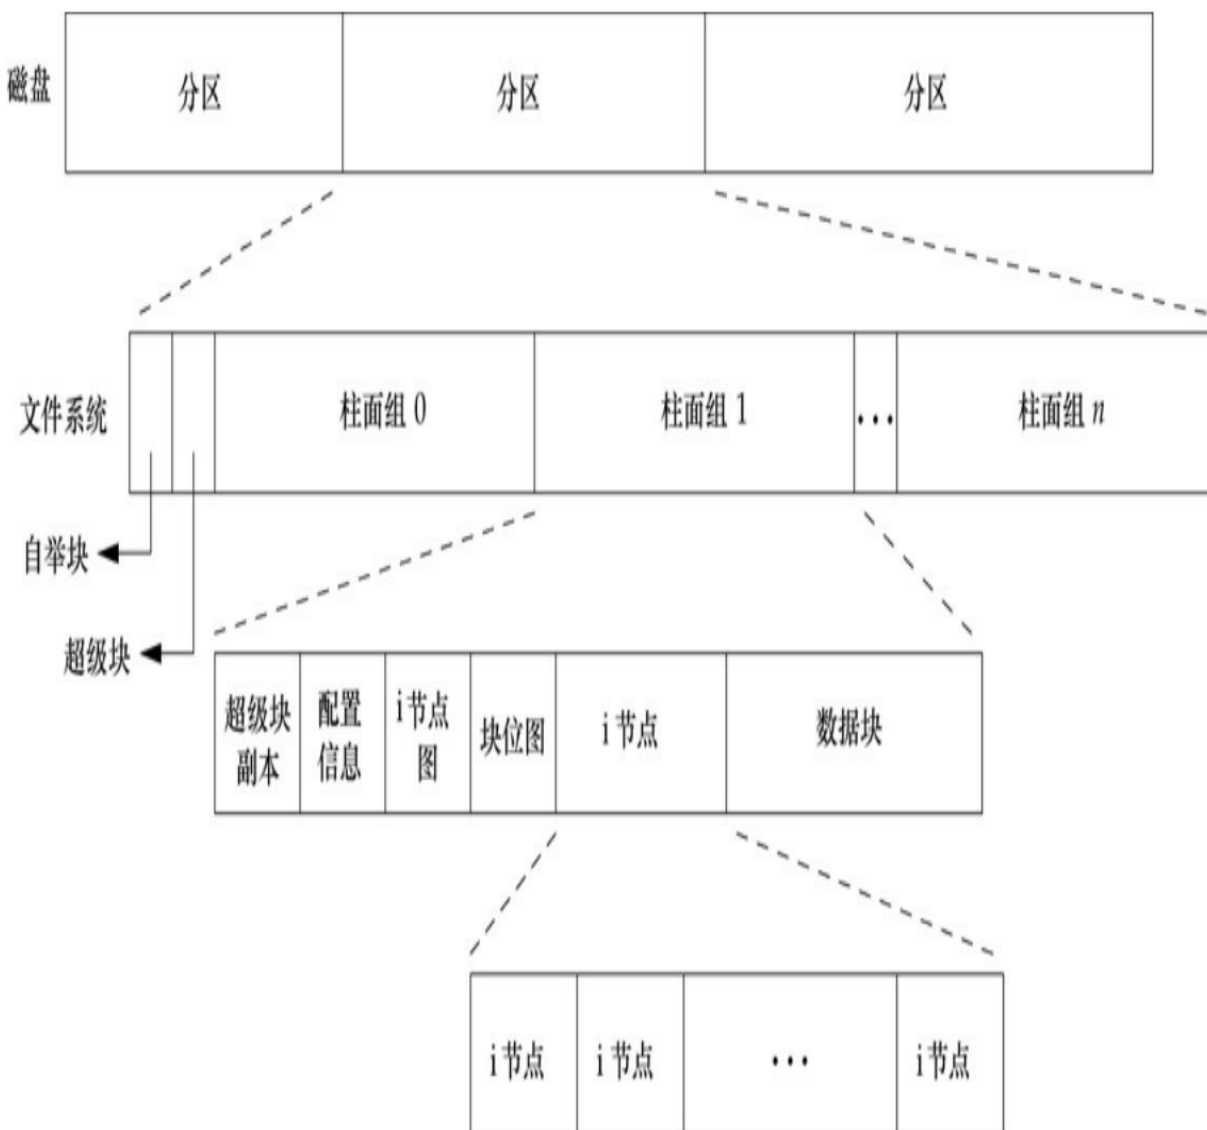 磁盘
分区
分区
分区
文件系统
柱面组 0
柱面组 1
···
柱面组 n
自举块
超级块
超级块
副本
配置
信息
i 节点
图
块位图
i 节点
数据块
i 节点
i 节点
···
i 节点